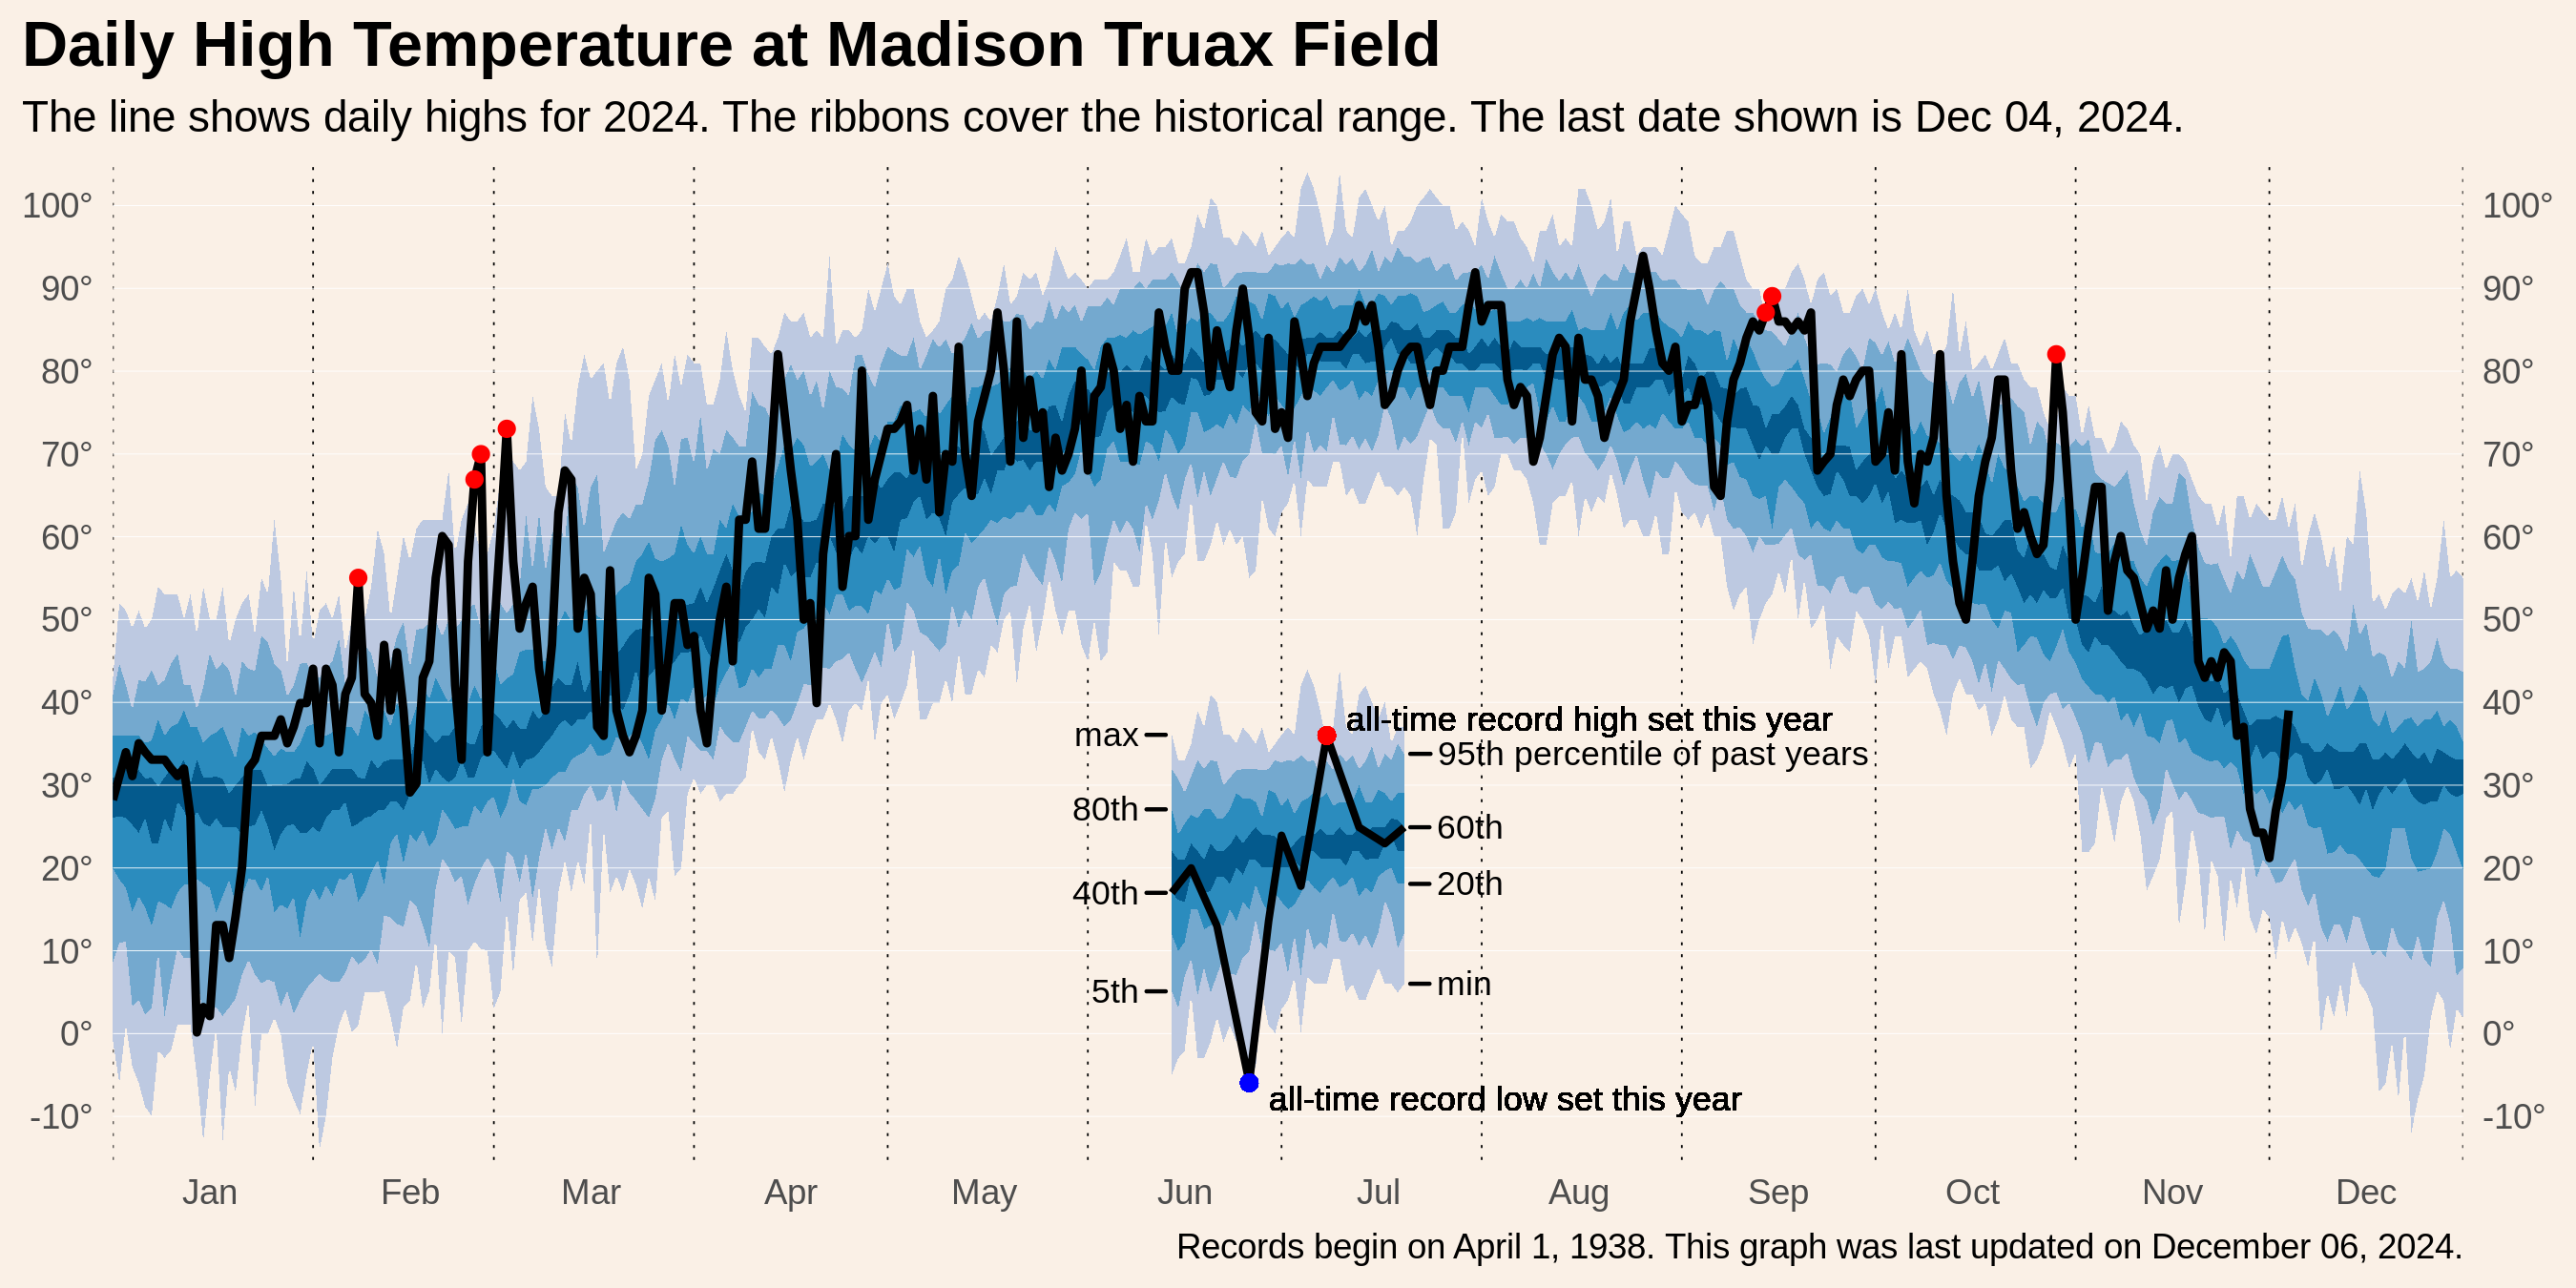 Daily High Temperature at Madison Truax Field
The line shows daily highs for 2024. The ribbons cover the historical range. The last date shown is Dec 04, 2024.
100° 100°
90° 90°
80° 80°
70° 70°
60° 60°
50° 50°
40° 40°
30° 30°
20° 20°
10° 10°
0° 0°
-10° -10°
all-time record high set this year
max
95th percentile of past years
80th
60th
20th
40th
min
5th
all-time record low set this year
Jan Feb Mar Apr May Jun Jul Aug Sep Oct Nov Dec
Records begin on April 1, 1938. This graph was last updated on December 06, 2024.